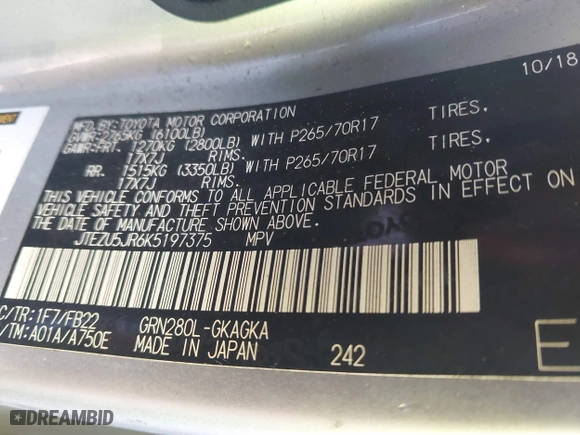 10/18
MFD.BY:TOYOTA MOTOR CORPORATION
GAWR:2765KG (6100LB)
GAWR:FRT. 1270KG (2800LB) WITH P265/70R17 TIRES.
17X7J RIMS.
RR. 1515KG (3350LB) WITH P265/70R17 TIRES.
17X7J RIMS.
THIS VEHICLE CONFORMS TO ALL APPLICABLE FEDERAL MOTOR
VEHICLE SAFETY AND THEFT PREVENTION STANDARDS IN EFFECT ON
THE DATE OF MANUFACTURE SHOWN ABOVE.
JTEZU5JR6K5197375 MPV
C/TR:1F7/FB22 GRN280L-GKAGKA
/TM:A01A/A750E MADE IN JAPAN 242
E
DREAMBID